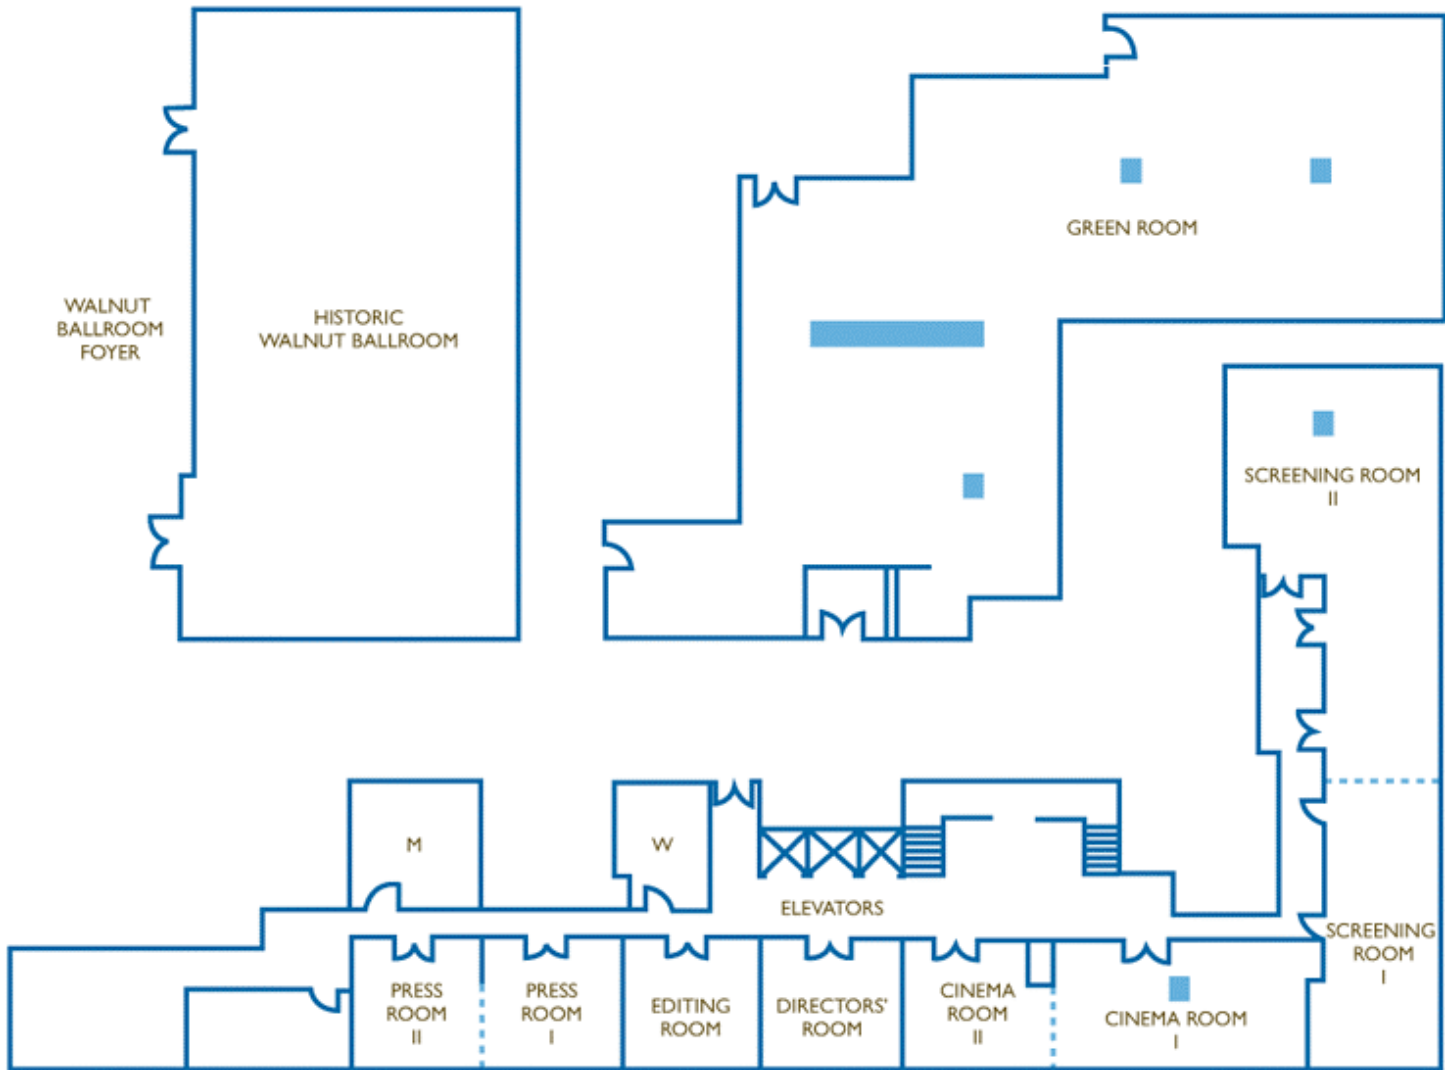 GREEN ROOM
WALNUT
BALLROOM
FOYER
HISTORIC
WALNUT BALLROOM
SCREENING ROOM
II
M
W
ELEVATORS
SCREENING
ROOM
I
PRESS
ROOM
II
PRESS
ROOM
I
EDITING
ROOM
DIRECTORS'
ROOM
CINEMA
ROOM
II
CINEMA ROOM
I